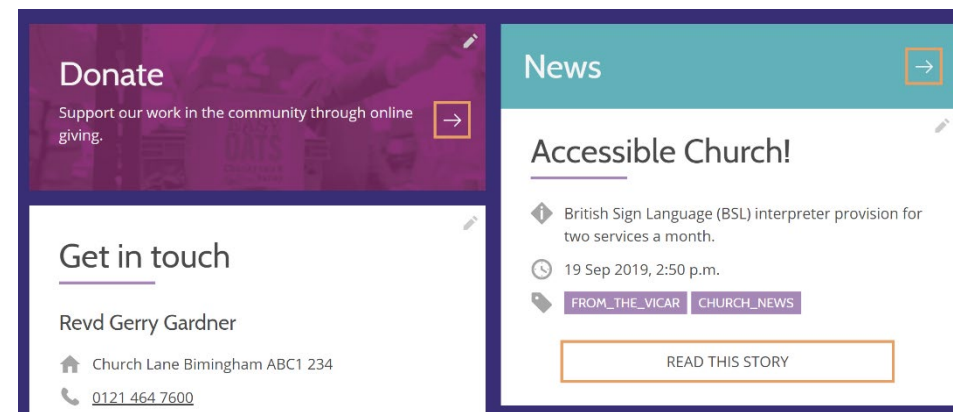 Donate
Support our work in the community through online
giving.
Get in touch
Revd Gerry Gardner
Church Lane Bimingham ABC1 234
0121 464 7600
News
Accessible Church!
British Sign Language (BSL) interpreter provision for
two services a month.
19 Sep 2019, 2:50 p.m.
FROM_THE_VICAR CHURCH_NEWS
READ THIS STORY